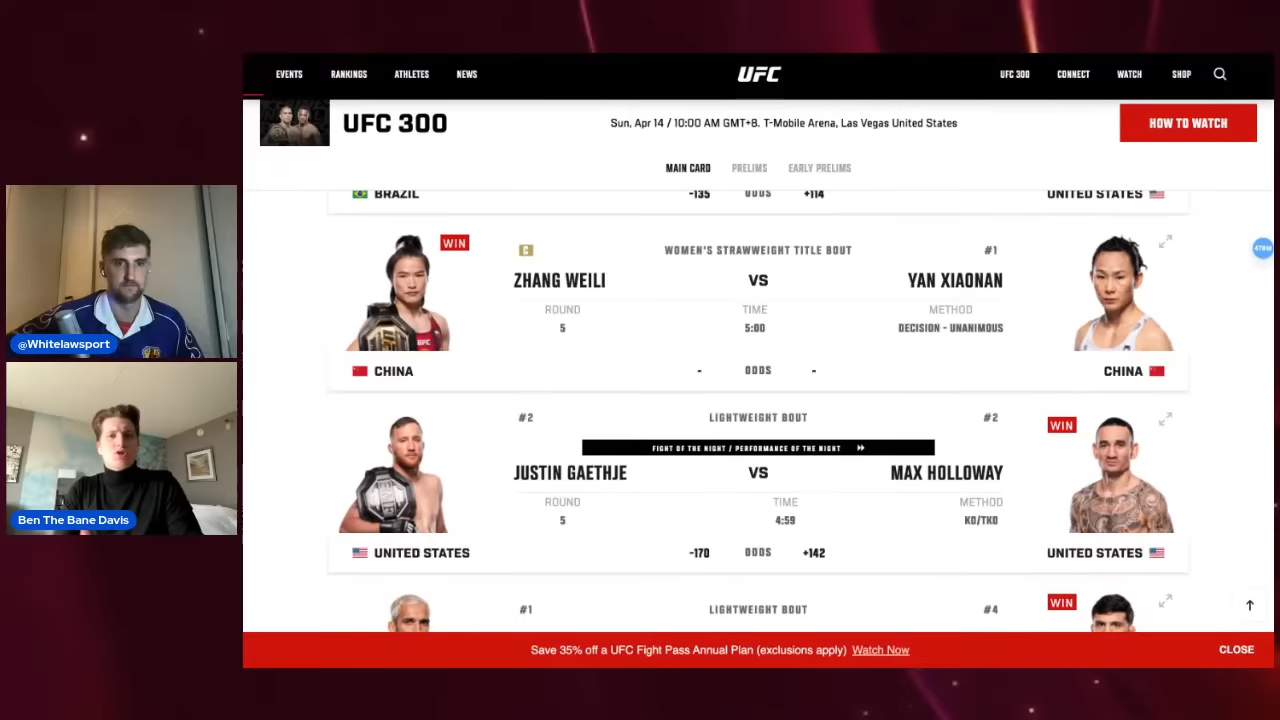 EVENTS RANKINGS ATHLETES NEWS UFC UFC 300 CONNECT WATCH SHOP
UFC 300 Sun, Apr 14 / 10:00 AM GMT+8. T-Mobile Arena, Las Vegas United States HOW TO WATCH
MAIN CARD PRELIMS EARLY PRELIMS
BRAZIL -135 ODDS +114 UNITED STATES
WIN C WOMEN'S STRAWWEIGHT TITLE BOUT #1
ZHANG WEILI VS YAN XIAONAN
ROUND TIME METHOD
5 5:00 DECISION - UNANIMOUS
UFC
CHINA - ODDS - CHINA
#2 LIGHTWEIGHT BOUT #2 WIN
FIGHT OF THE NIGHT / PERFORMANCE OF THE NIGHT
JUSTIN GAETHJE VS MAX HOLLOWAY
ROUND TIME METHOD
5 4:59 KO/TKO
UNITED STATES -170 ODDS +142 UNITED STATES
#1 LIGHTWEIGHT BOUT #4 WIN
Save 35% off a UFC Fight Pass Annual Plan (exclusions apply) Watch Now CLOSE
@Whitelawsport
Ben The Bane Davis